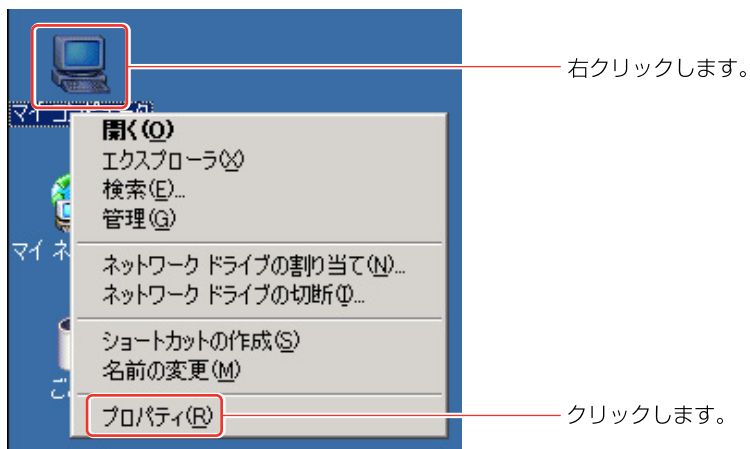 右クリックします。
開く(O)
エクスプローラ(X)
検索(E)...
管理(G)
マイ ネ
ネットワーク ドライブの割り当て(N)...
ネットワーク ドライブの切断(I)...
ショートカットの作成(S)
名前の変更(M)
ご
プロパティ(R)
クリックします。